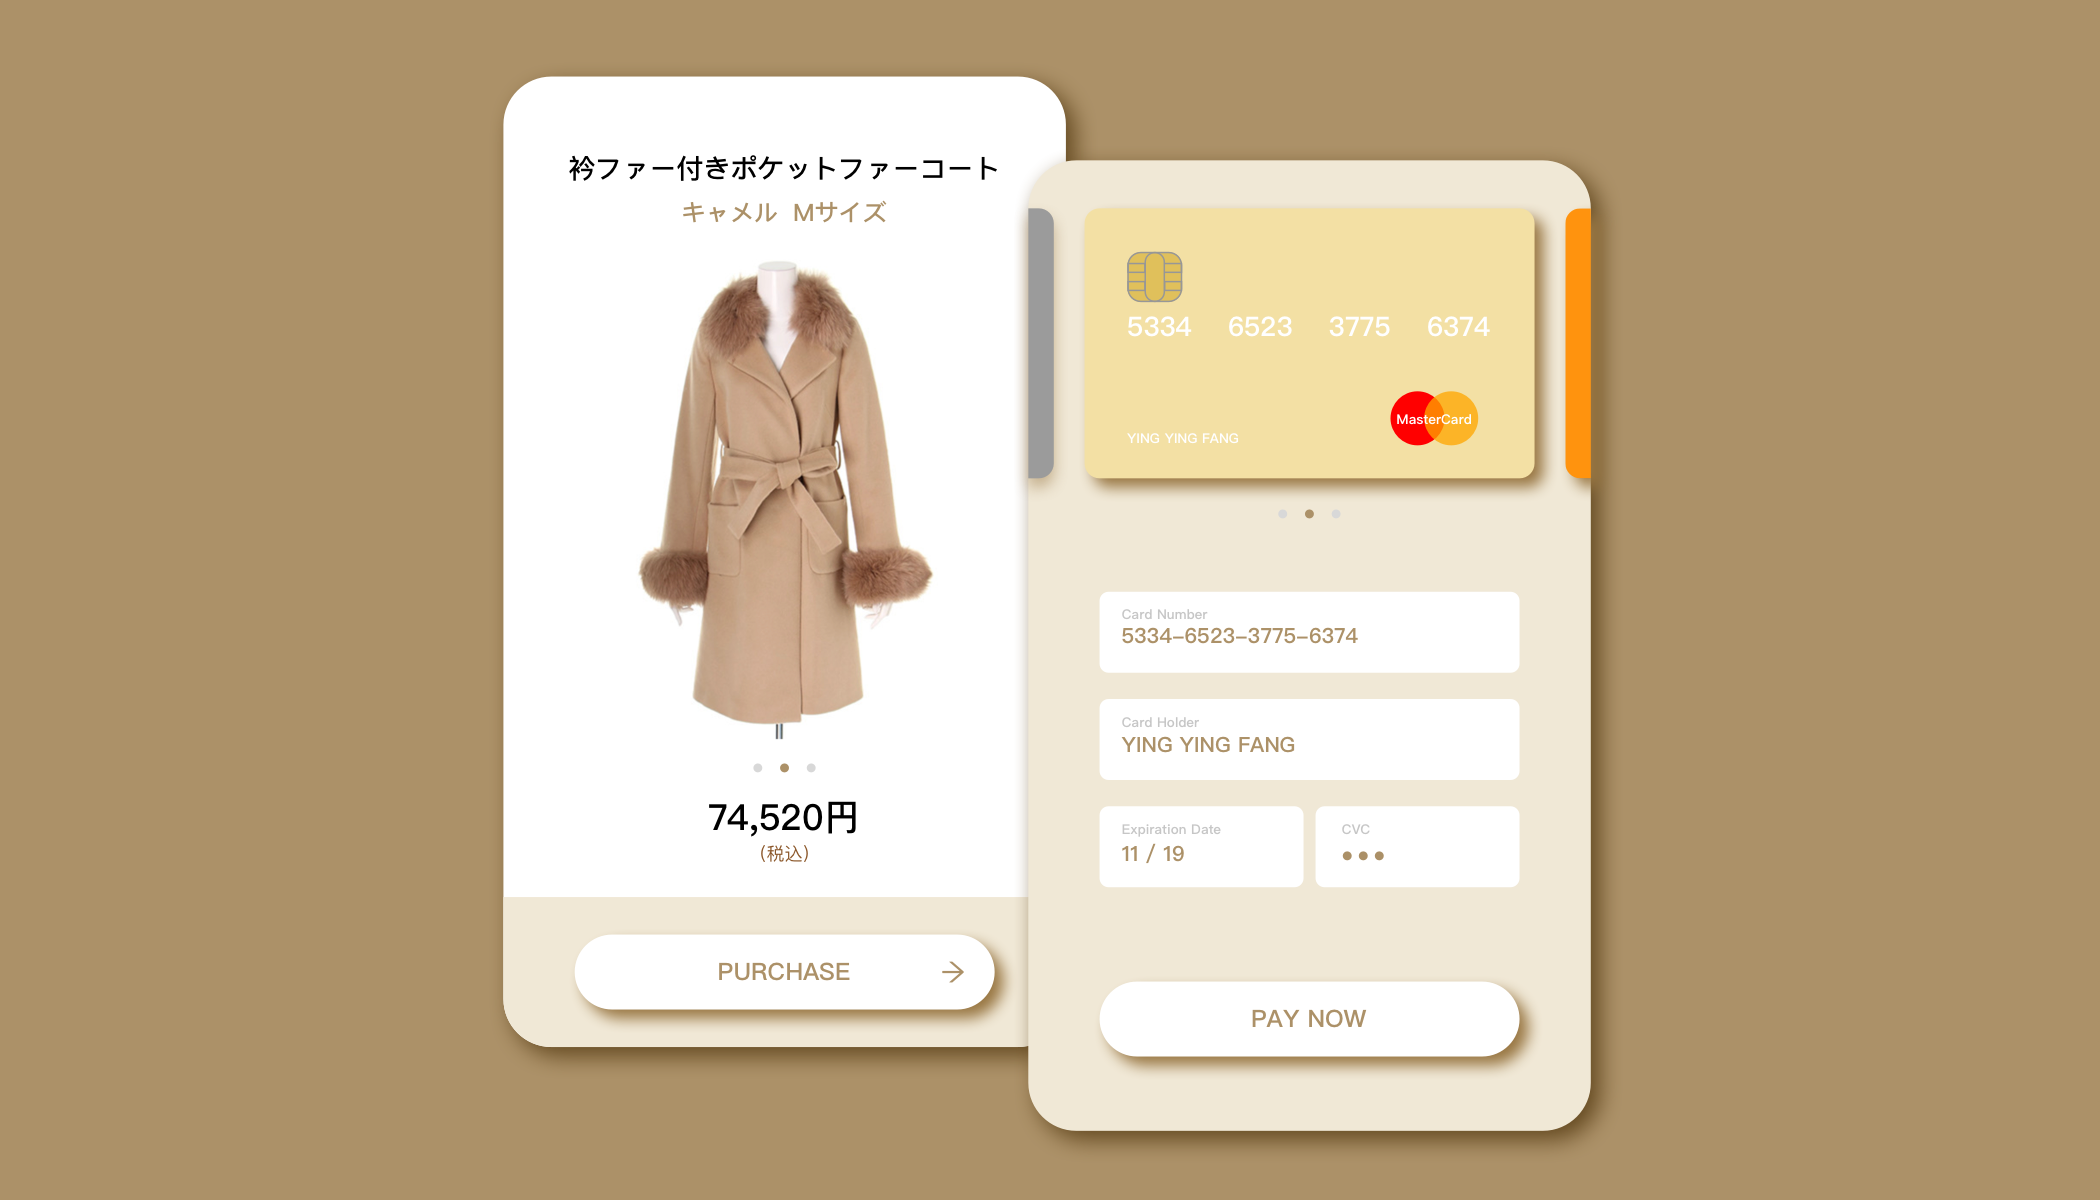 衿ファー付きポケットファーコート
キャメル Mサイズ
74,520円
(税込)
PURCHASE
5334 6523 3775 6374
MasterCard
YING YING FANG
Card Number
5334-6523-3775-6374
Card Holder
YING YING FANG
Expiration Date
11 / 19
CVC
PAY NOW